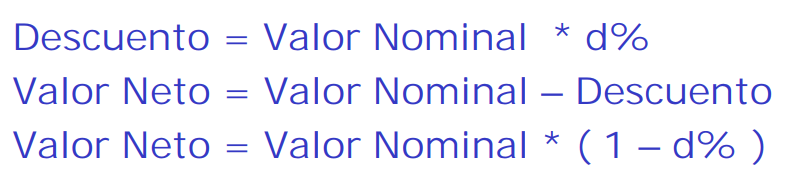 Descuento = Valor Nominal * d%
Valor Neto = Valor Nominal – Descuento
Valor Neto = Valor Nominal * ( 1 – d% )